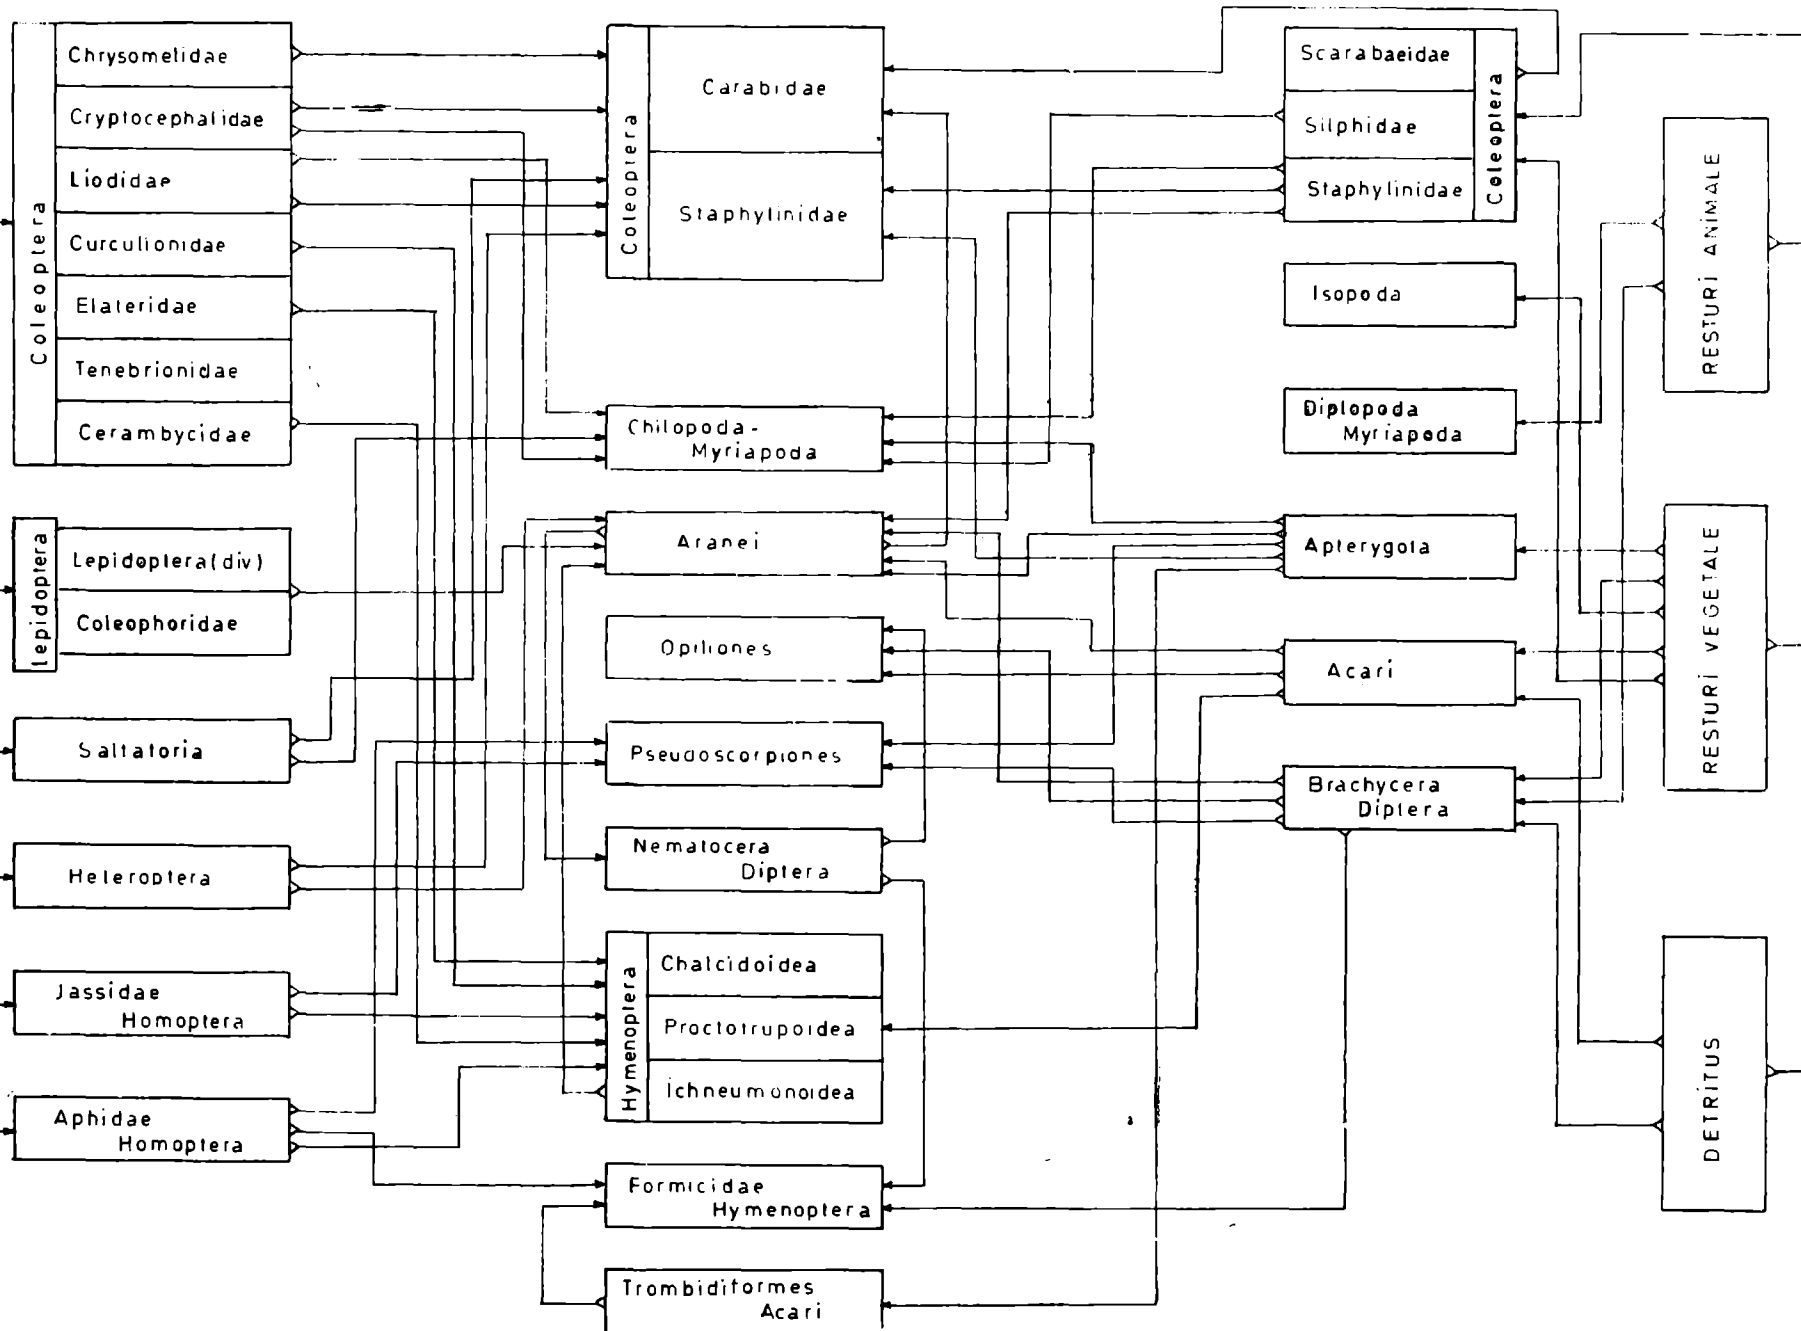 Coleoptera
Chrysomelidae
Cryptocephalidae
Liodidae
Curculionidae
Elateridae
Tenebrionidae
Cerambycidae
lepidoptera
Lepidoptera(div)
Coleophoridae
Saltatoria
Heteroptera
Jassidae
Homoptera
Aphidae
Homoptera
Coleoptera
Carabidae
Staphylinidae
Chilopoda-
Myriapoda
Aranei
Opiliones
Pseudoscorpiones
Nematocera
Diptera
Hymenoptera
Chalcidoidea
Proctotrupoidea
Ichneumonoidea
Formicidae
Hymenoptera
Trombidiformes
Acari
Scarabaeidae
Silphidae
Staphylinidae
Coleoptera
Isopoda
Diplopoda
Myriapoda
Apterygota
Acari
Brachycera
Diptera
RESTURI ANIMALE
RESTURI VEGETALE
DETRITUS